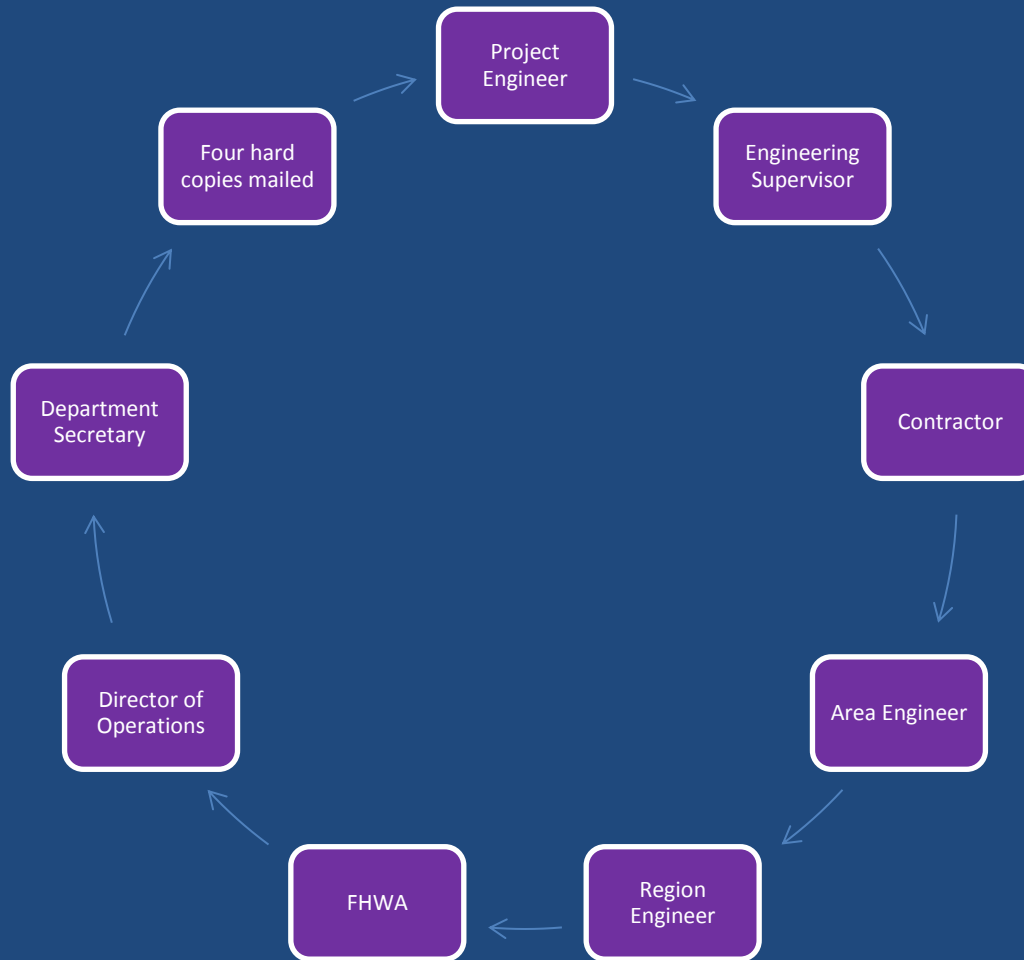 Project
Engineer
Engineering
Supervisor
Contractor
Area Engineer
Region
Engineer
FHWA
Director of
Operations
Department
Secretary
Four hard
copies mailed